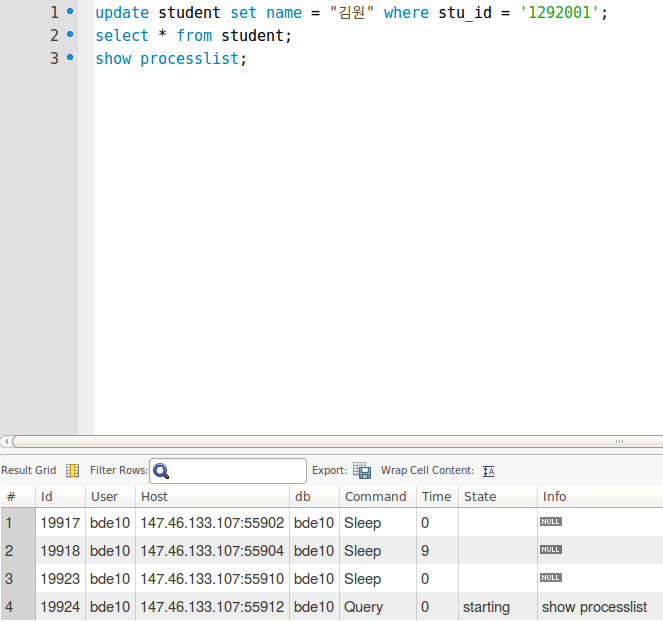 1 update student set name = "김원" where stu_id = '1292001';
2 select * from student;
3 show processlist;
Result Grid Filter Rows: Export: Wrap Cell Content: IA
# Id User Host db Command Time State Info
1 19917 bde10 147.46.133.107:55902 bde10 Sleep 0 NULL
2 19918 bde10 147.46.133.107:55904 bde10 Sleep 9 NULL
3 19923 bde10 147.46.133.107:55910 bde10 Sleep 0 NULL
4 19924 bde10 147.46.133.107:55912 bde10 Query 0 starting show processlist